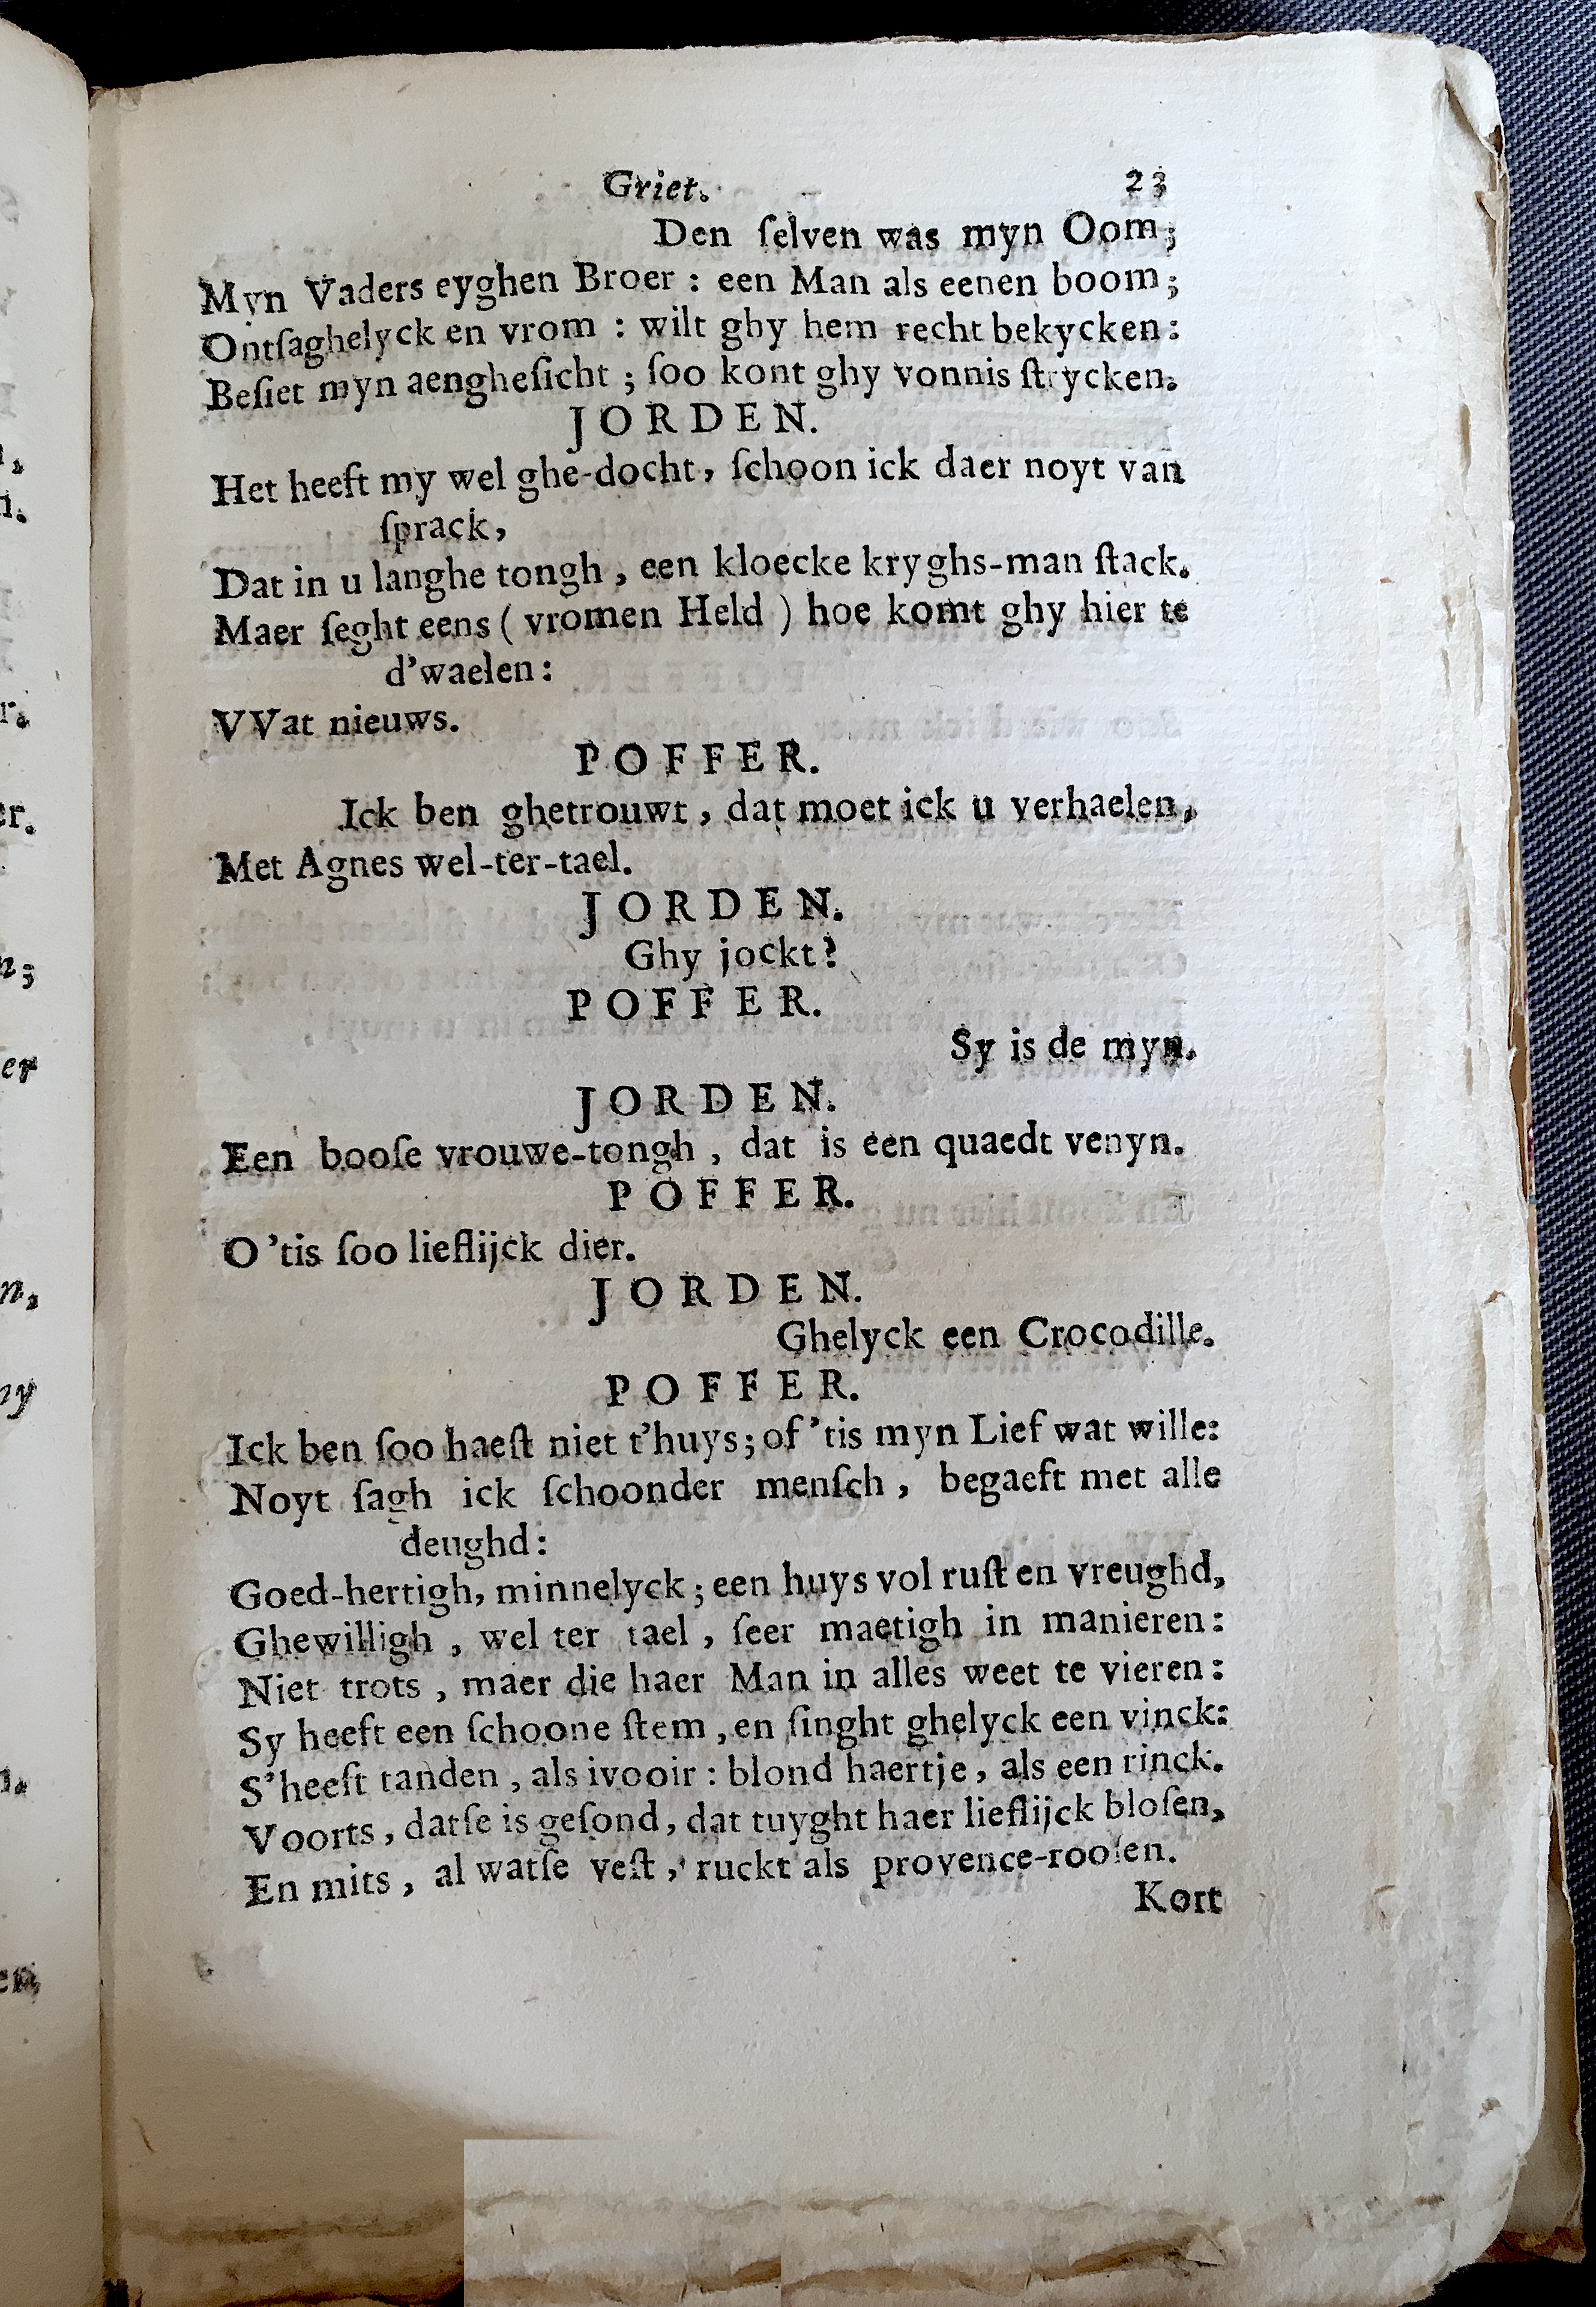 Griet. 23
Den ſelven was myn Oom;
Myn Vaders eyghen Broer : een Man als eenen boom;
Ontſaghelyck en vrom : wilt ghy hem recht bekycken:
Beſiet myn aengheſicht ; ſoo kont ghy vonnis ſtrycken.
JORDEN.
Het heeft my wel ghe-docht, ſchoon ick daer noyt van
ſprack,
Dat in u langhe tongh, een kloecke kryghs-man ſtack.
Maer ſeght eens ( vromen Held ) hoe komt ghy hier te
d'waelen:
VVat nieuws.
POFFER.
Ick ben ghetrouwt, dat moet ick u verhaelen,
Met Agnes wel-ter-tael.
JORDEN.
Ghy jockt?
POFFER.
Sy is de myn.
JORDEN.
Een booſe vrouwe-tongh, dat is een quaedt venyn.
POFFER.
O 'tis ſoo lieflijck dier.
JORDEN.
Ghelyck een Crocodille.
POFFER.
Ick ben ſoo haeſt niet t'huys; of 'tis myn Lief wat wille:
Noyt ſagh ick ſchoonder menſch, begaeft met alle
deughd:
Goed-hertigh, minnelyck; een huys vol ruſt en vreughd,
Ghewilligh, wel ter tael, ſeer maetigh in manieren:
Niet trots, maer die haer Man in alles weet te vieren:
Sy heeft een ſchoone ſtem, en ſinght ghelyck een vinck:
S'heeft tanden, als ivooir : blond haertje, als een rinck.
Voorts, datſe is geſond, dat tuyght haer lieflijck bloſen,
En mits, al watſe veſt, ruckt als provence-rooſen.
Kort
n,
er.
n;
er
n,
ny
en